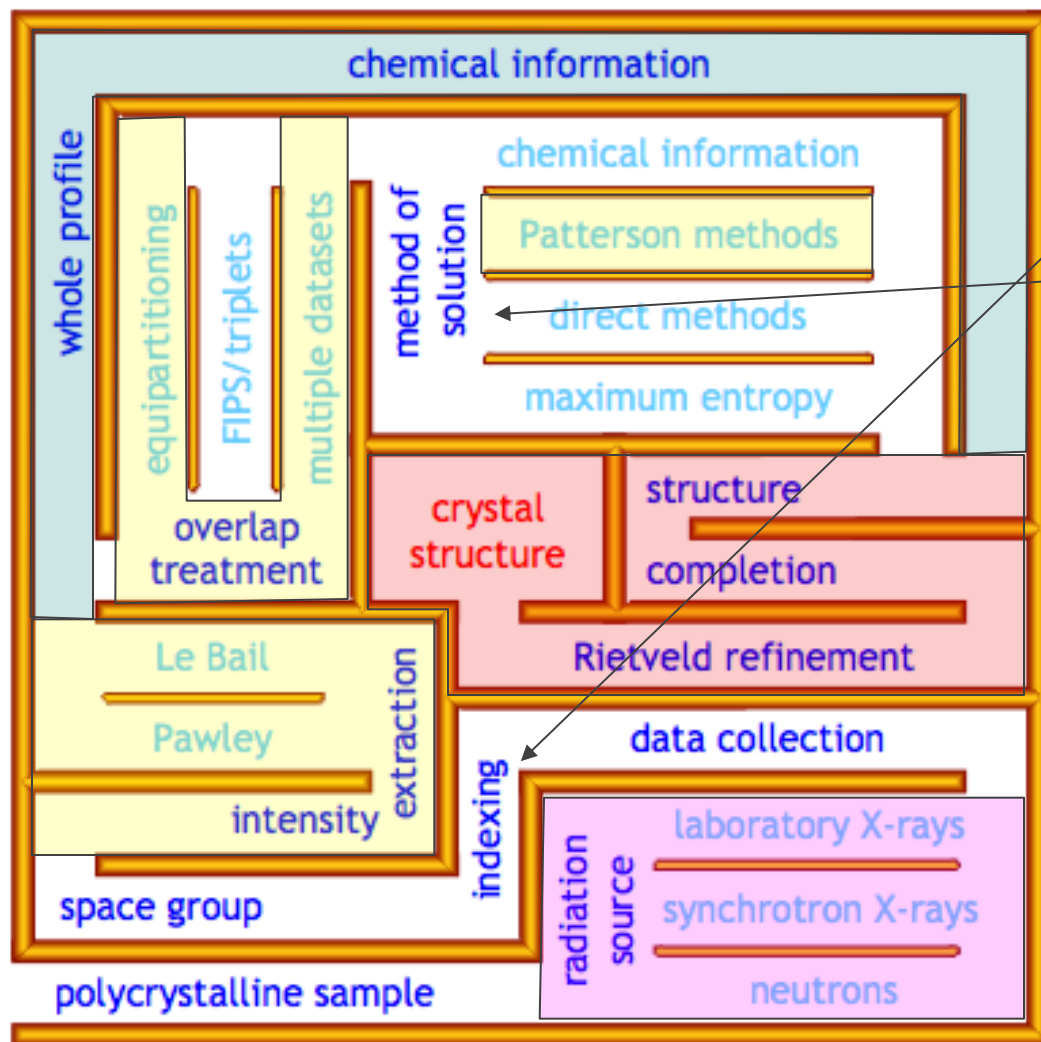 chemical information
whole profile
equipartitioning
FIPS/triplets
multiple datasets
overlap
treatment
method of
solution
chemical information
Patterson methods
direct methods
maximum entropy
crystal
structure
structure
completion
Rietveld refinement
Le Bail
Pawley
extraction
intensity
space group
indexing
data collection
radiation
source
laboratory X-rays
synchrotron X-rays
neutrons
polycrystalline sample